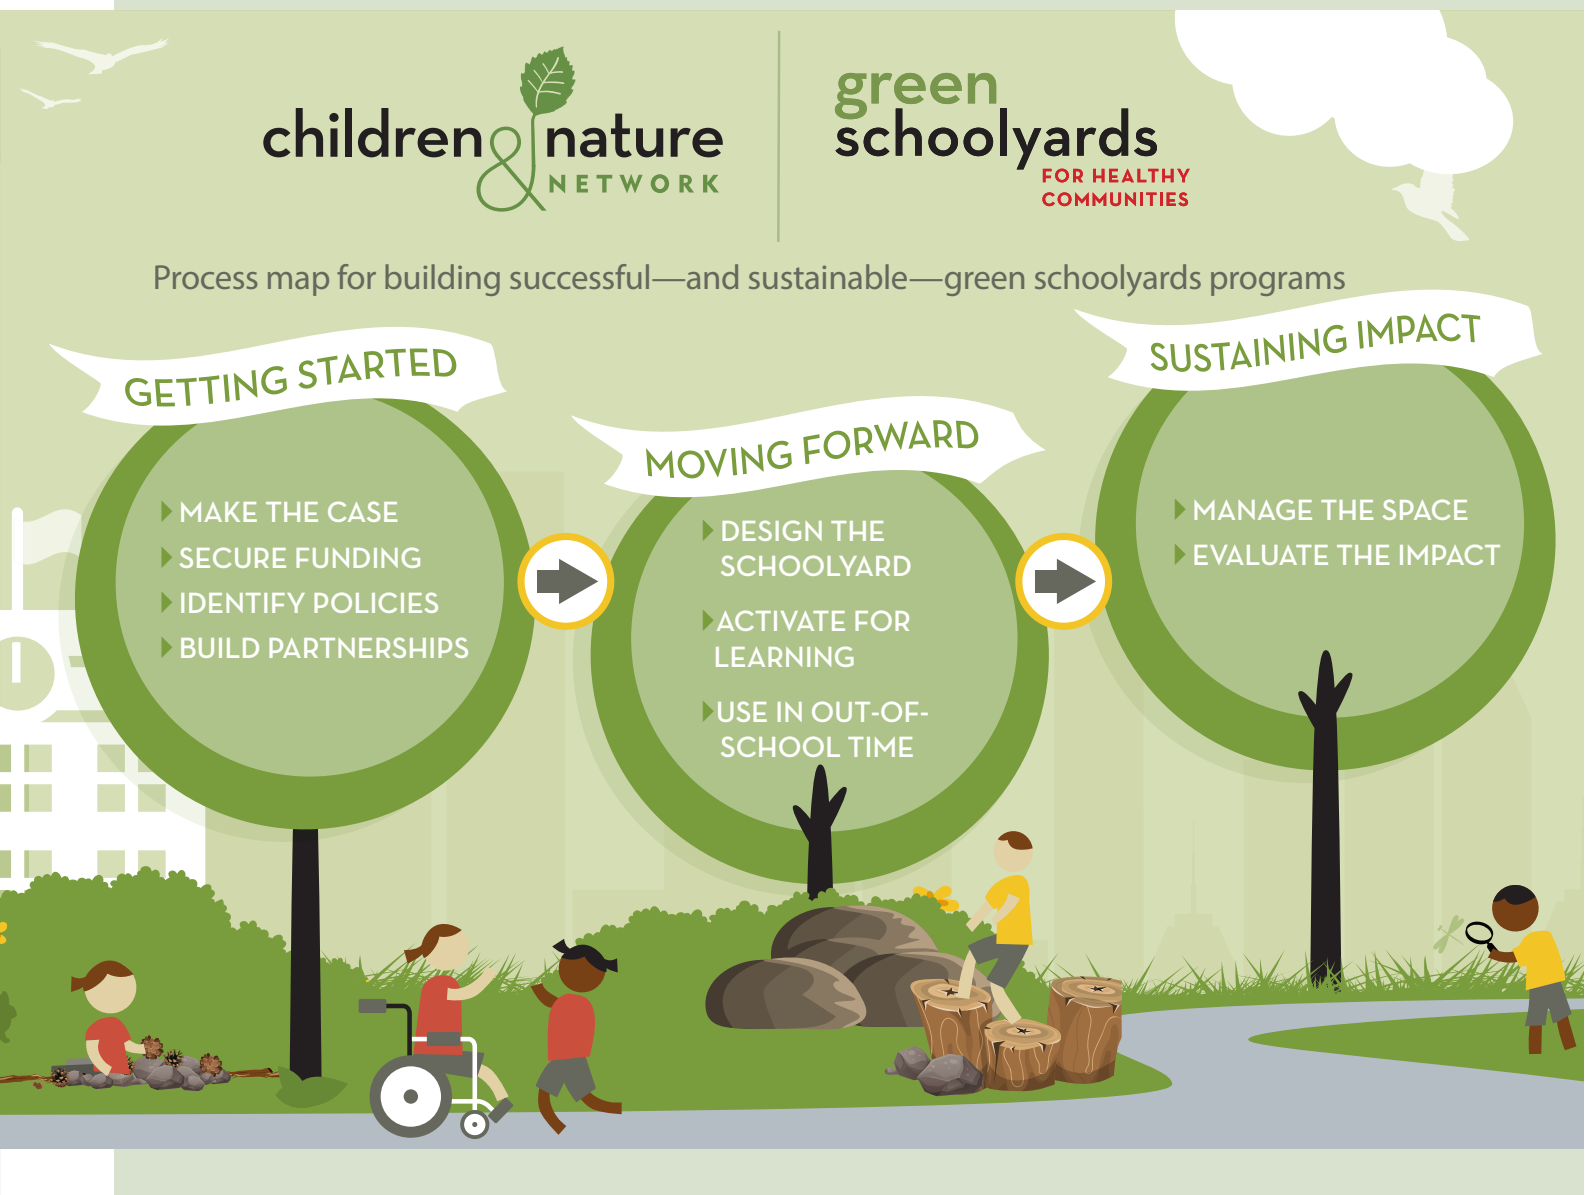 children & nature
NETWORK
green
schoolyards
FOR HEALTHY
COMMUNITIES
Process map for building successful—and sustainable—green schoolyards programs
GETTING STARTED
MAKE THE CASE
SECURE FUNDING
IDENTIFY POLICIES
BUILD PARTNERSHIPS
MOVING FORWARD
DESIGN THE
SCHOOLYARD
ACTIVATE FOR
LEARNING
USE IN OUT-OF-
SCHOOL TIME
SUSTAINING IMPACT
MANAGE THE SPACE
EVALUATE THE IMPACT